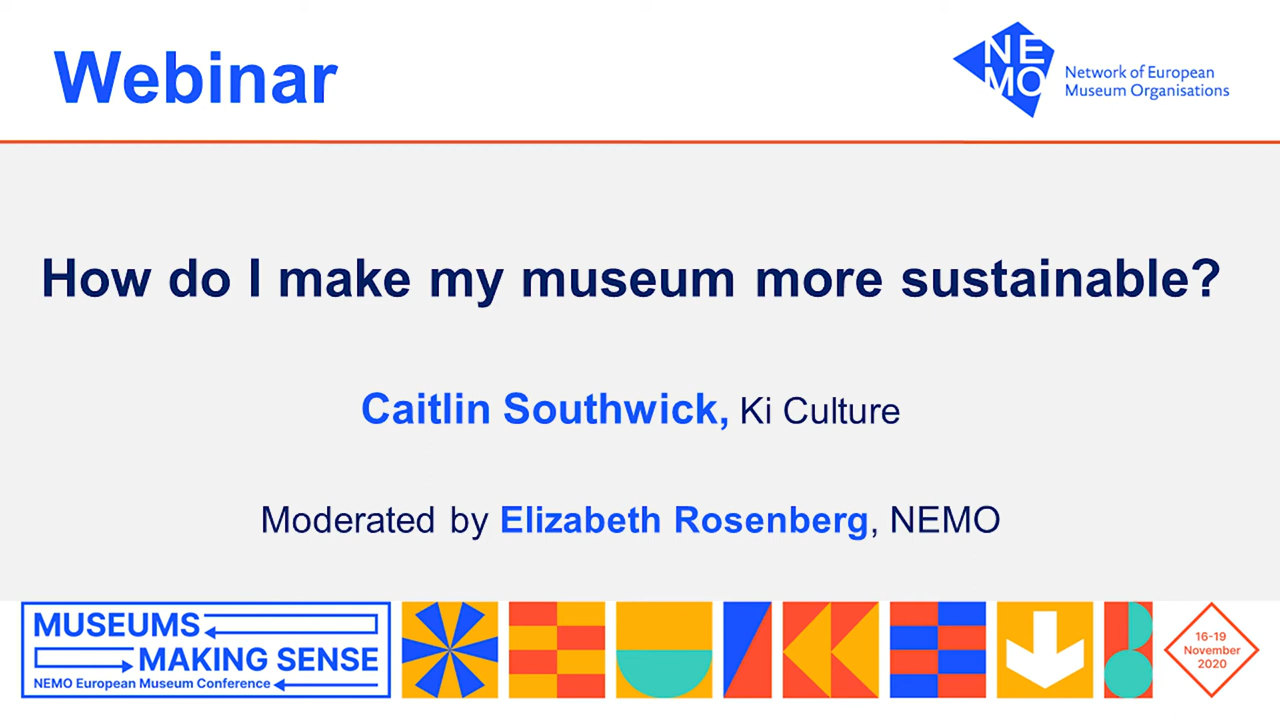 Webinar
NE
MO
Network of European
Museum Organisations
How do I make my museum more sustainable?
Caitlin Southwick, Ki Culture
Moderated by Elizabeth Rosenberg, NEMO
MUSEUMS
MAKING SENSE
NEMO European Museum Conference
16-19
November
2020